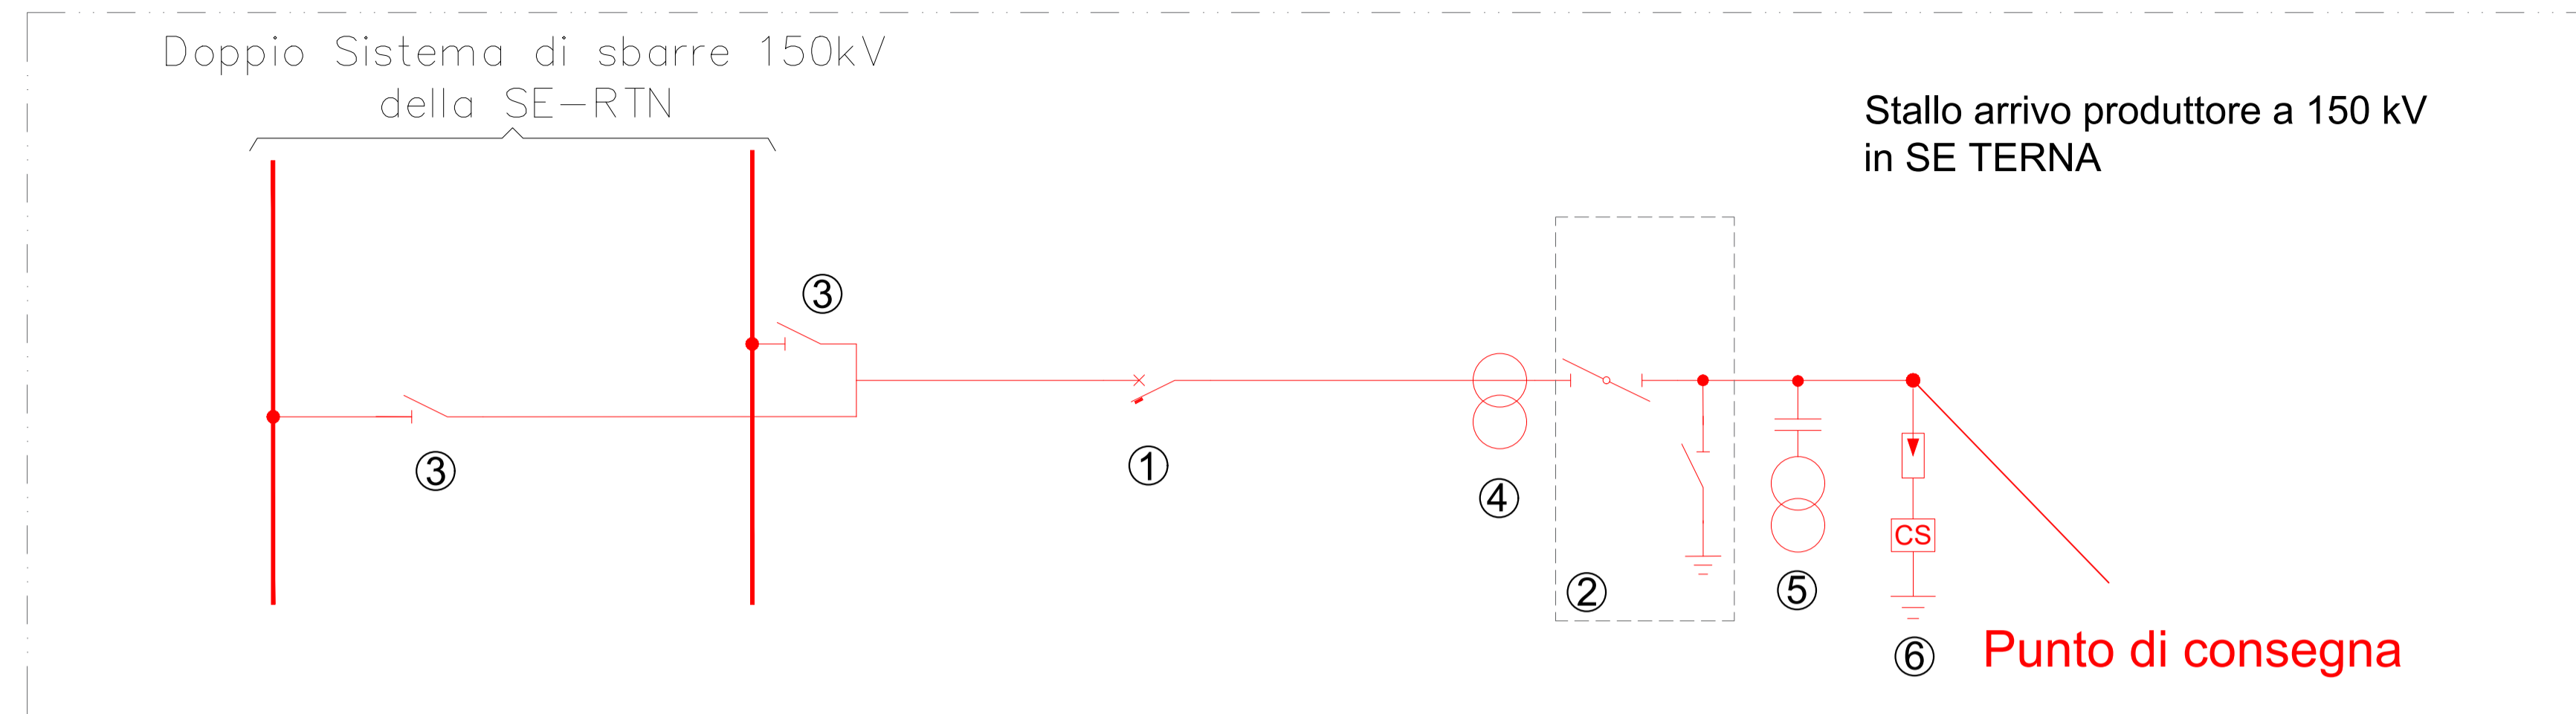 Doppio Sistema di sbarre 150kV
della SE-RTN
Stallo arrivo produttore a 150 kV
in SE TERNA
③
③
①
④
②
⑤
CS
⑥
Punto di consegna